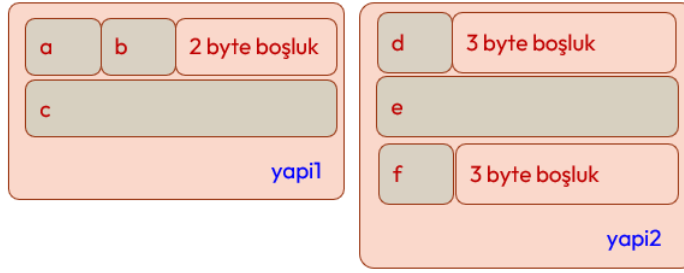 a b 2 byte boşluk
c
yapi1
d 3 byte boşluk
e
f 3 byte boşluk
yapi2